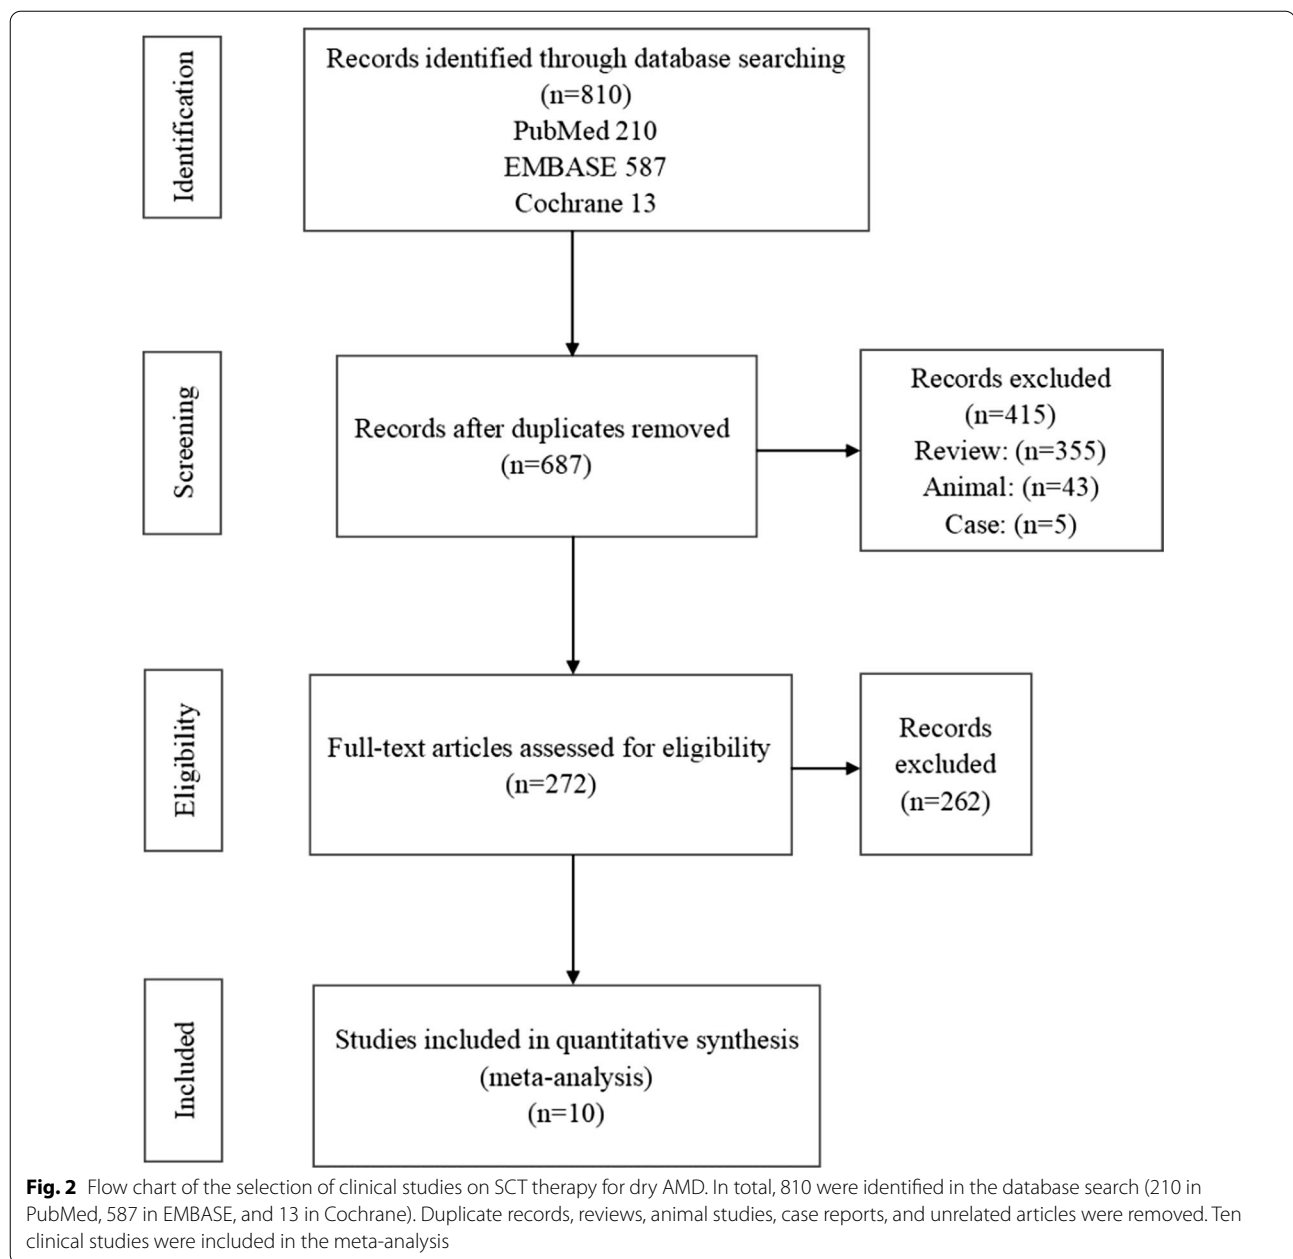 Identification
Records identified through database searching
(n=810)
PubMed 210
EMBASE 587
Cochrane 13
Screening
Records after duplicates removed
(n=687)
Records excluded
(n=415)
Review: (n=355)
Animal: (n=43)
Case: (n=5)
Eligibility
Full-text articles assessed for eligibility
(n=272)
Records
excluded
(n=262)
Included
Studies included in quantitative synthesis
(meta-analysis)
(n=10)
Fig. 2 Flow chart of the selection of clinical studies on SCT therapy for dry AMD. In total, 810 were identified in the database search (210 in
PubMed, 587 in EMBASE, and 13 in Cochrane). Duplicate records, reviews, animal studies, case reports, and unrelated articles were removed. Ten
clinical studies were included in the meta-analysis